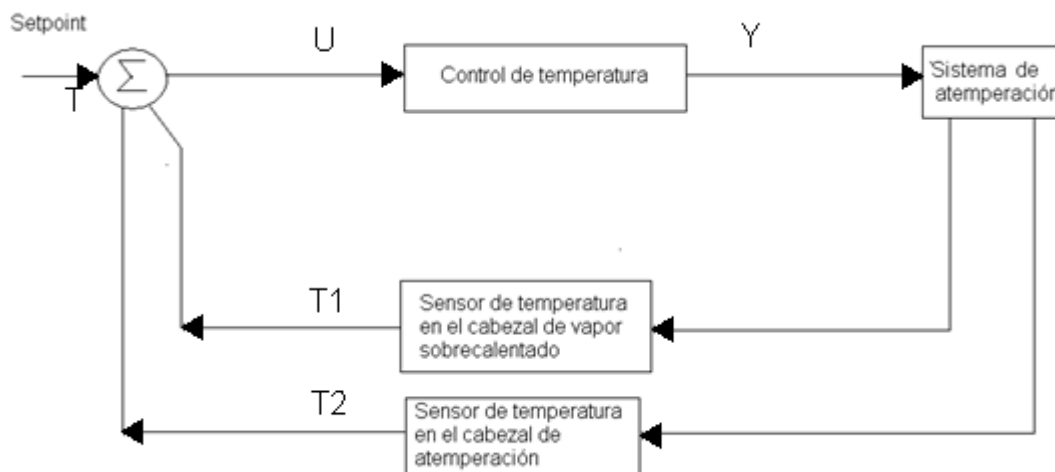 Setpoint
T
Σ
U
Control de temperatura
Y
Sistema de
atemperación
T1
Sensor de temperatura
en el cabezal de vapor
sobrecalentado
T2
Sensor de temperatura
en el cabezal de
atemperación